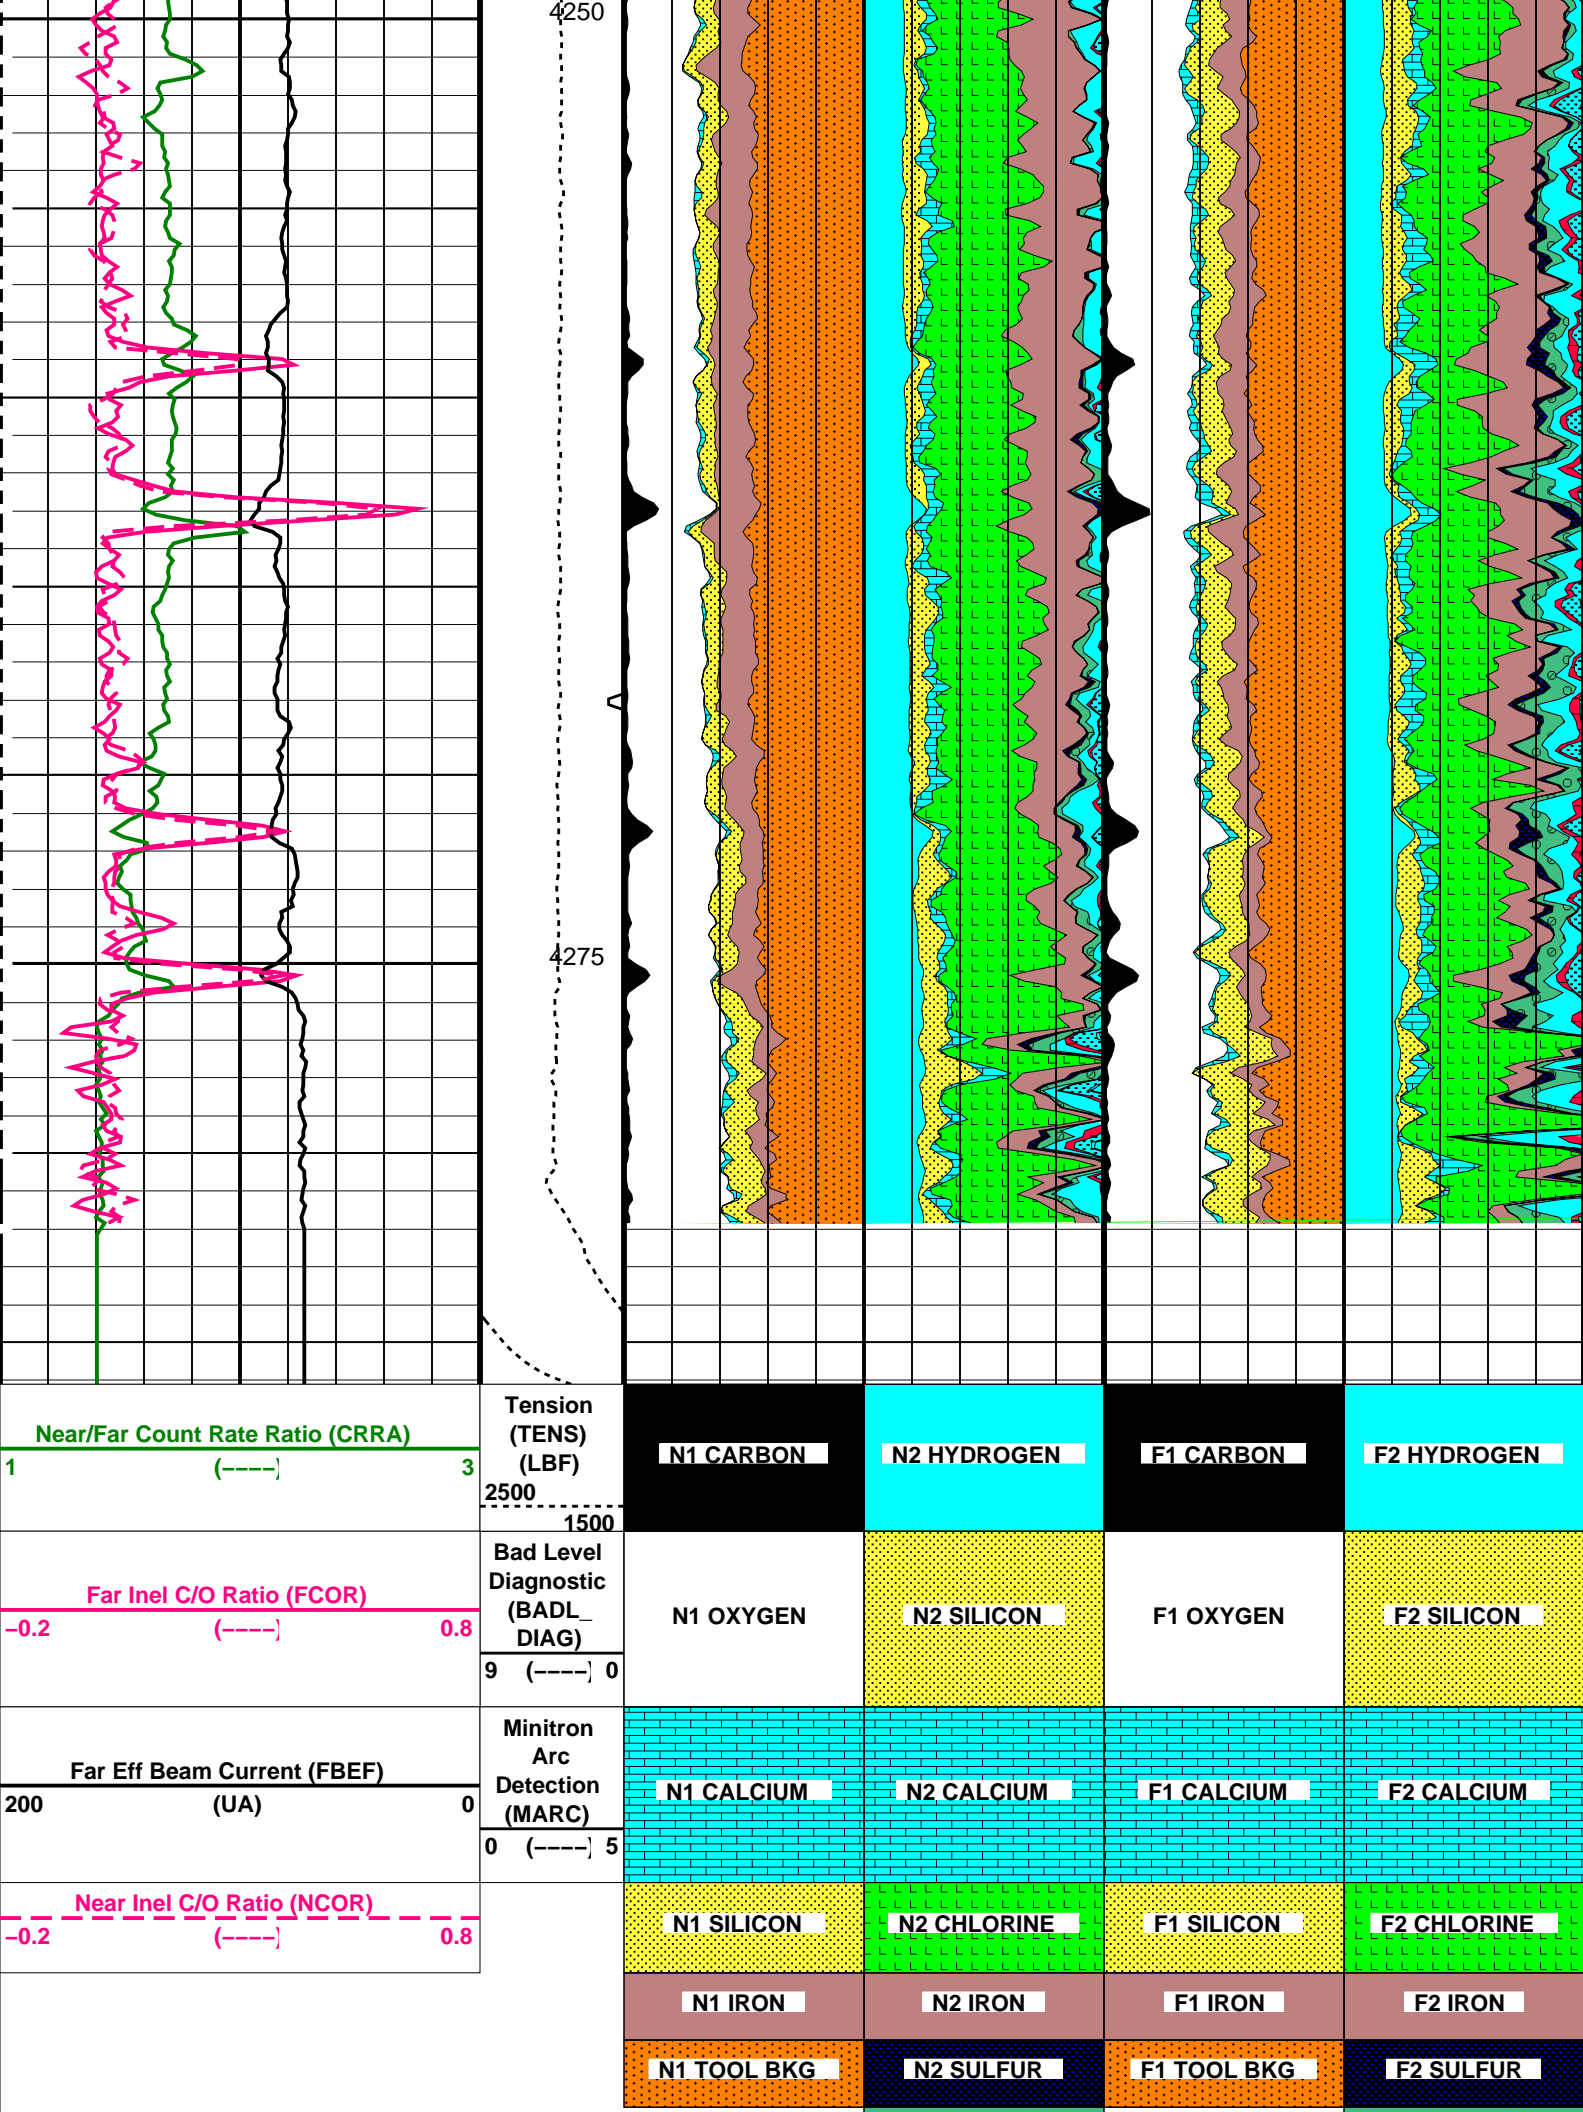 4250
4275
Near/Far Count Rate Ratio (CRRA)
1 (----) 3
Tension
(TENS)
(LBF)
2500
1500
N1 CARBON
N2 HYDROGEN
F1 CARBON
F2 HYDROGEN
Far Inel C/O Ratio (FCOR)
-0.2 (----) 0.8
Bad Level
Diagnostic
(BADL_
DIAG)
9 (----) 0
N1 OXYGEN
N2 SILICON
F1 OXYGEN
F2 SILICON
Far Eff Beam Current (FBEF)
200 (UA) 0
Minitron
Arc
Detection
(MARC)
0 (----) 5
N1 CALCIUM
N2 CALCIUM
F1 CALCIUM
F2 CALCIUM
Near Inel C/O Ratio (NCOR)
-0.2 (----) 0.8
N1 SILICON
N2 CHLORINE
F1 SILICON
F2 CHLORINE
N1 IRON
N2 IRON
F1 IRON
F2 IRON
N1 TOOL BKG
N2 SULFUR
F1 TOOL BKG
F2 SULFUR